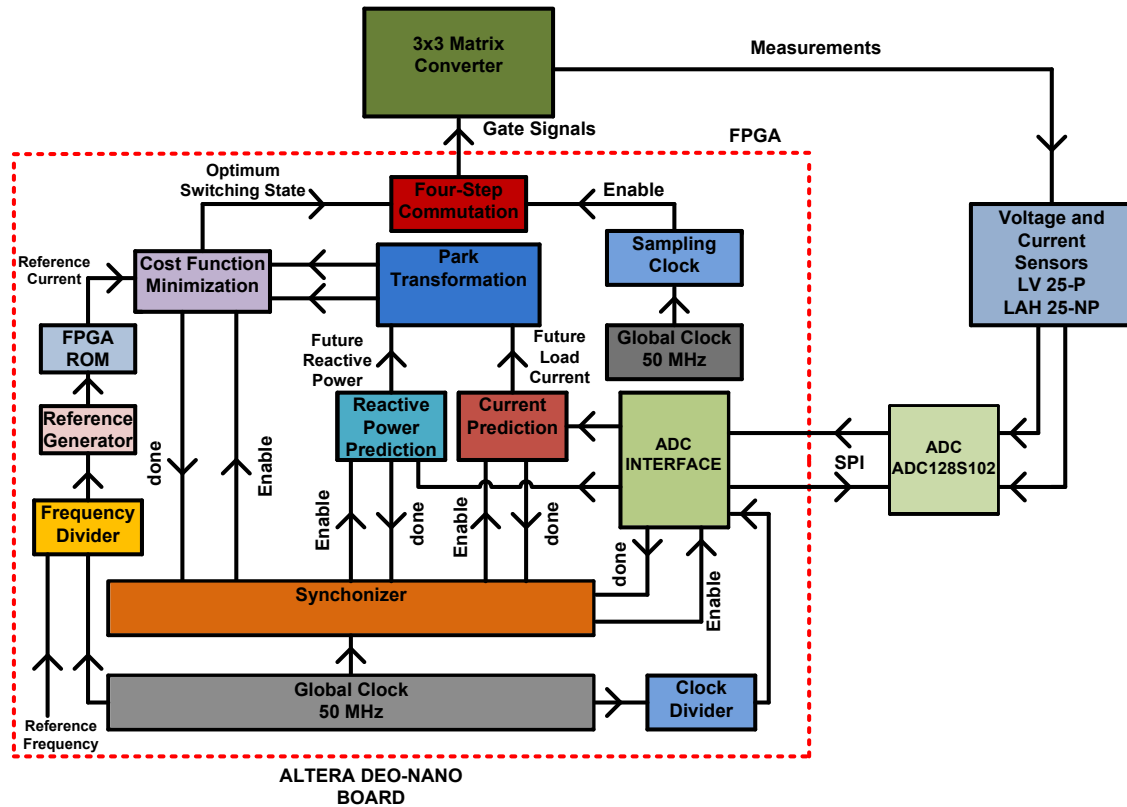 3x3 Matrix
Converter
Measurements
Gate Signals
FPGA
Optimum
Switching State
Four-Step
Commutation
Enable
Voltage and
Current
Sensors
LV 25-P
LAH 25-NP
Reference
Current
Cost Function
Minimization
Park
Transformation
Sampling
Clock
FPGA
ROM
Future
Reactive
Power
Future
Load
Current
Global Clock
50 MHz
Reference
Generator
Reactive
Power
Prediction
Current
Prediction
ADC
INTERFACE
SPI
ADC
ADC128S102
done
Enable
Frequency
Divider
Enable
done
Enable
done
done
Enable
Synchonizer
Global Clock
50 MHz
Clock
Divider
Reference
Frequency
ALTERA DEO-NANO
BOARD